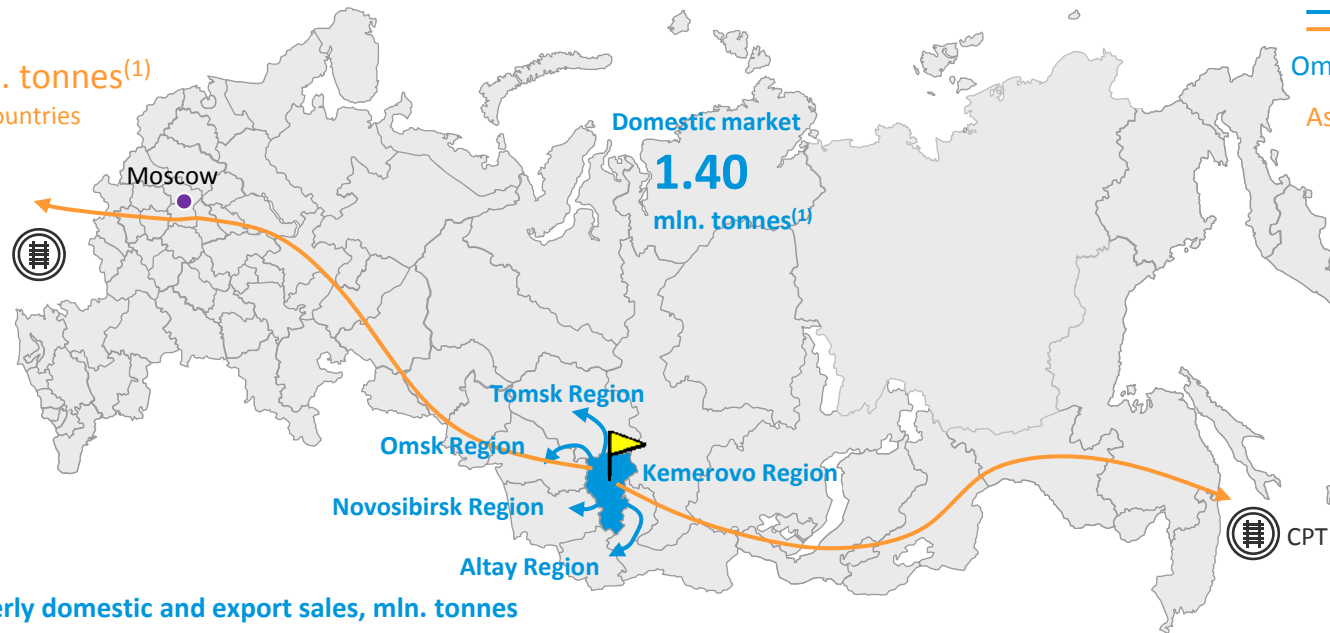 tonnes(1)
Om
ountries
As
Domestic market
1.40
mln. tonnes(1)
Moscow
Tomsk Region
Omsk Region
Kemerovo Region
Novosibirsk Region
CPT
Altay Region
erly domestic and export sales, mln. tonnes